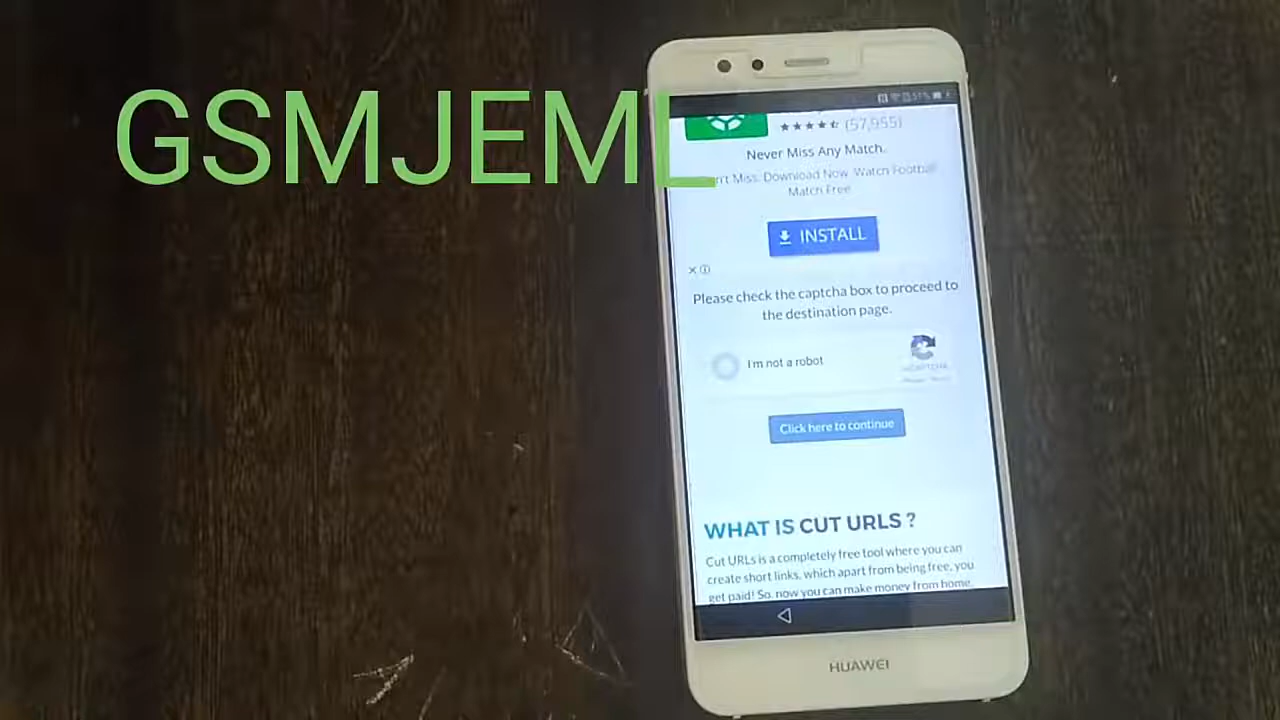 GSMJEML
51%
(57,955)
Never Miss Any Match.
n't Miss. Download Now. Watch Football
Match Free
INSTALL
Please check the captcha box to proceed to
the destination page.
I'm not a robot
reCAPTCHA
Click here to continue
WHAT IS CUT URLS ?
Cut URLs is a completely free tool where you can
create short links, which apart from being free, you
get paid! So, now you can make money from home,
HUAWEI